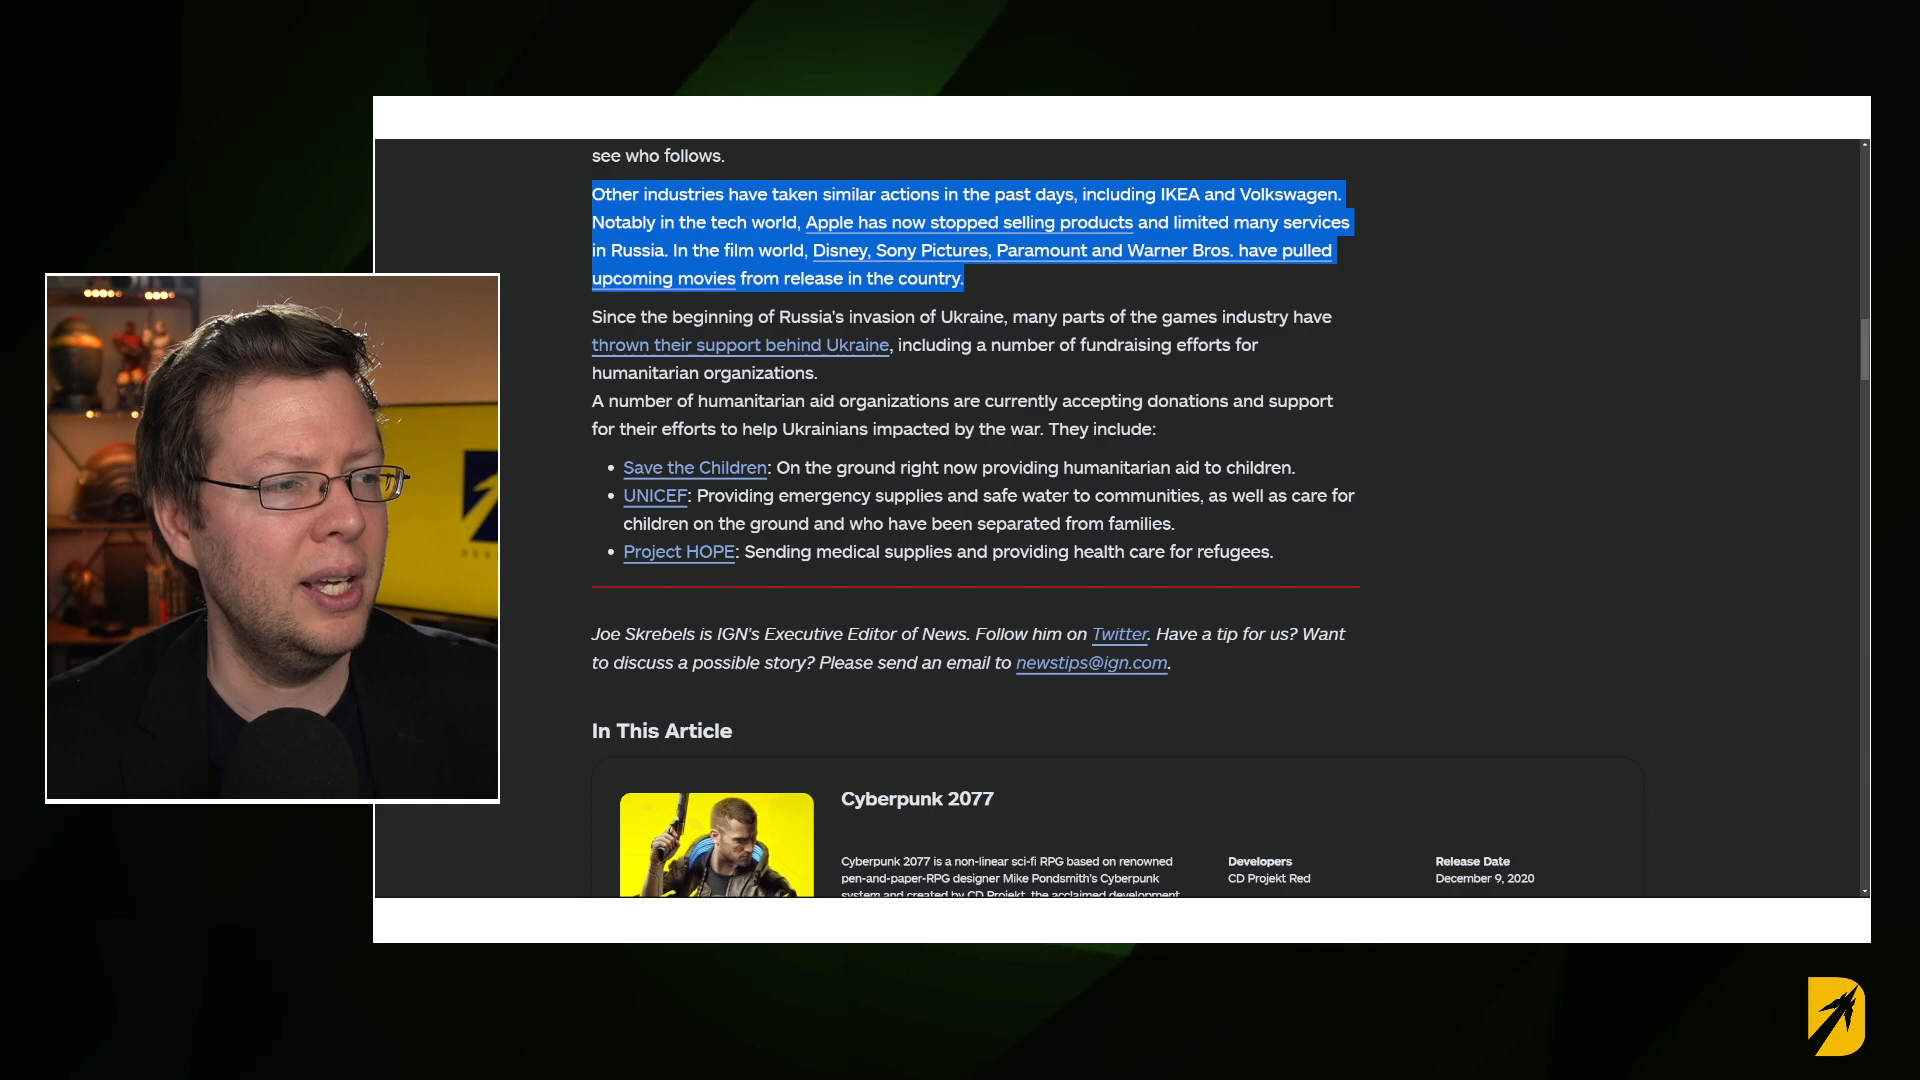 see who follows.
Other industries have taken similar actions in the past days, including IKEA and Volkswagen.
Notably in the tech world, Apple has now stopped selling products and limited many services
in Russia. In the film world, Disney, Sony Pictures, Paramount and Warner Bros. have pulled
upcoming movies from release in the country.
Since the beginning of Russia's invasion of Ukraine, many parts of the games industry have
thrown their support behind Ukraine, including a number of fundraising efforts for
humanitarian organizations.
A number of humanitarian aid organizations are currently accepting donations and support
for their efforts to help Ukrainians impacted by the war. They include:
• Save the Children: On the ground right now providing humanitarian aid to children.
• UNICEF: Providing emergency supplies and safe water to communities, as well as care for
children on the ground and who have been separated from families.
• Project HOPE: Sending medical supplies and providing health care for refugees.
Joe Skrebels is IGN's Executive Editor of News. Follow him on Twitter. Have a tip for us? Want
to discuss a possible story? Please send an email to newstips@ign.com.
In This Article
Cyberpunk 2077
Cyberpunk 2077 is a non-linear sci-fi RPG based on renowned
pen-and-paper-RPG designer Mike Pondsmith's Cyberpunk
system and created by CD Projekt, the acclaimed development
Developers
CD Projekt Red
Release Date
December 9, 2020